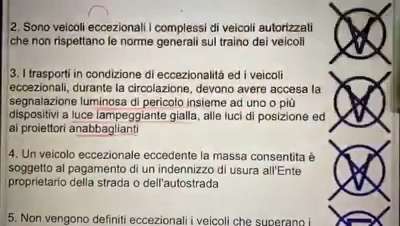 2. Sono veicoli eccezionali i complessi di veicoli autorizzati
che non rispettano le norme generali sul traino dei veicoli
3. I trasporti in condizione di eccezionalità ed i veicoli
eccezionali, durante la circolazione, devono avere accesa la
segnalazione luminosa di pericolo insieme ad uno o più
dispositivi a luce lampeggiante gialla, alle luci di posizione ed
ai proiettori anabbaglianti
4. Un veicolo eccezionale eccedente la massa consentita è
soggetto al pagamento di un indennizzo di usura all'Ente
proprietario della strada o dell'autostrada
5. Non vengono definiti eccezionali i veicoli che superano i
V
V
V